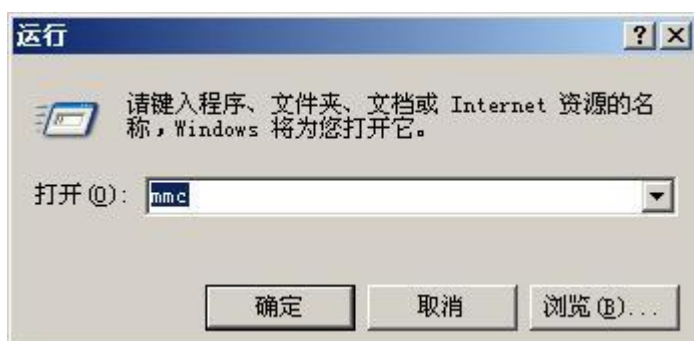 运行
请键入程序、文件夹、文档或 Internet 资源的名
称，Windows 将为您打开它。
打开(O): mmc
确定 取消 浏览(B)...